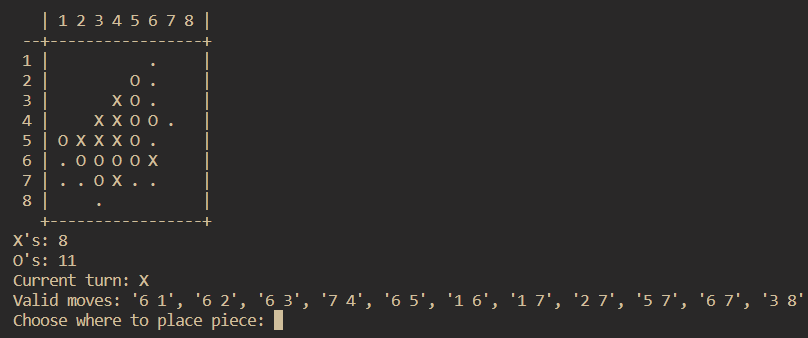 | 1 2 3 4 5 6 7 8 |
 --+-----------------+
 1 |           .     |
 2 |         O .     |
 3 |       X O .     |
 4 |     X X O O .   |
 5 | O X X X O .     |
 6 | . O O O O X     |
 7 | . . O X . .     |
 8 |     .           |
   +-----------------+
X's: 8
O's: 11
Current turn: X
Valid moves: '6 1', '6 2', '6 3', '7 4', '6 5', '1 6', '1 7', '2 7', '5 7', '6 7', '3 8'
Choose where to place piece: